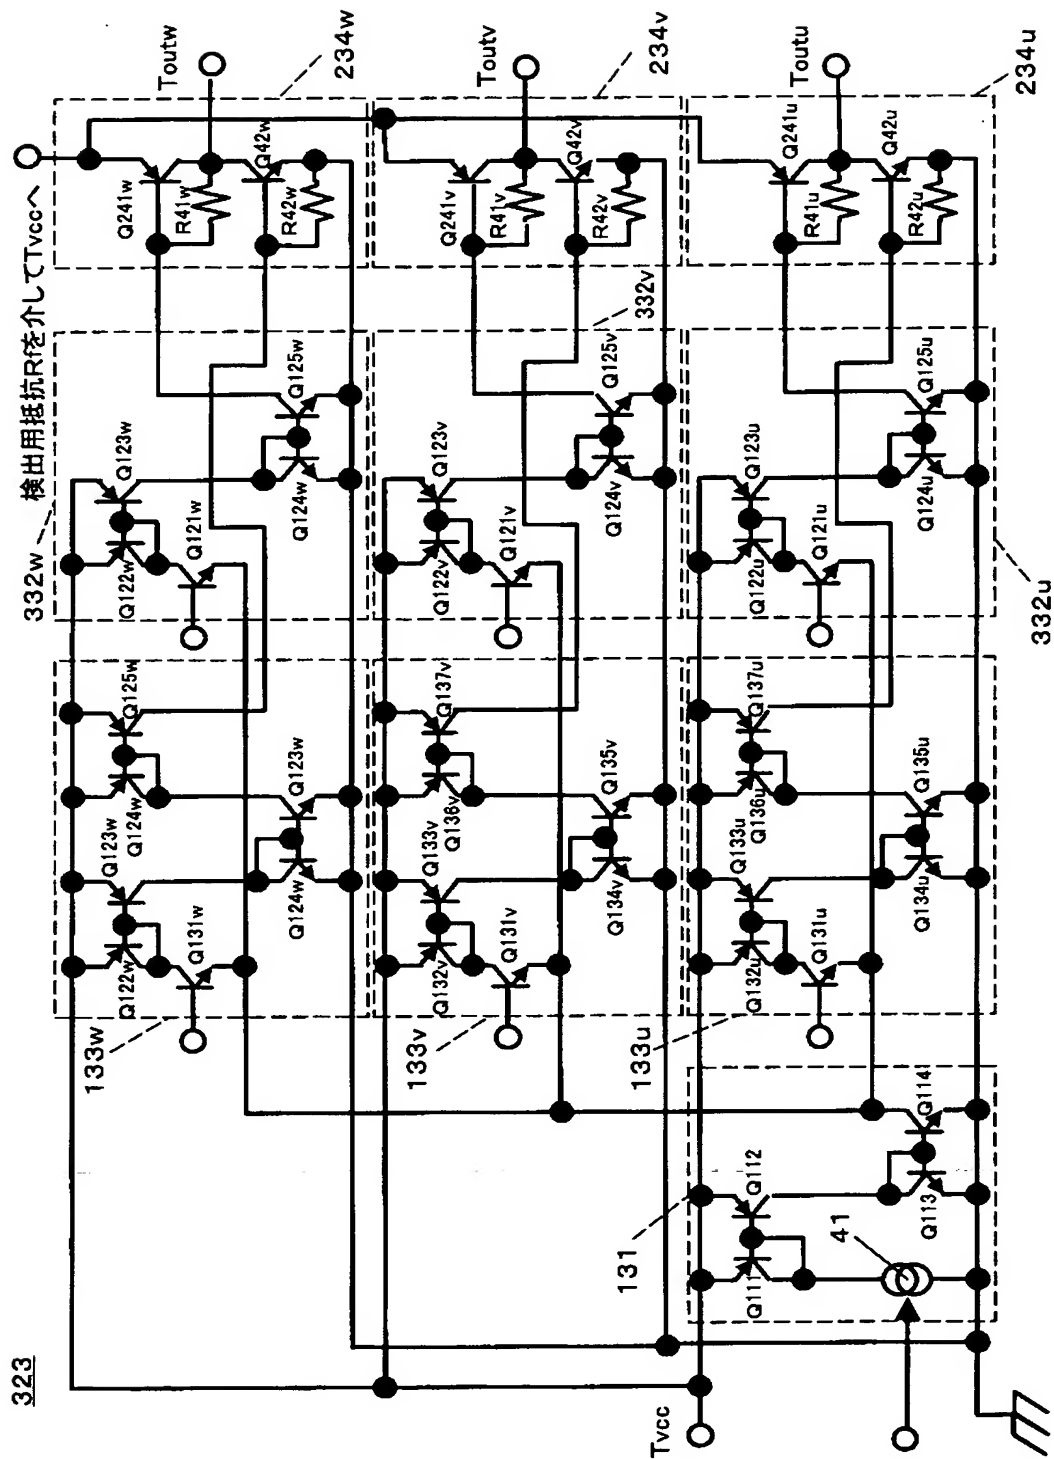 323
検出用抵抗Rfを介してTvccへ
332w
133w
Q122w
Q123w
Q131w
Q124w
Q123w
Q124w
Q125w
Q122w
Q123w
Q121w
Q124w
Q125w
Q241w
R41w
Q42w
R42w
Toutw
234w
133v
Q132v
Q133v
Q131v
Q134v
Q135v
Q136v
Q137v
332v
Q122v
Q123v
Q121v
Q124v
Q125v
Q241v
R41v
Q42v
R42v
Toutv
234v
133u
Q132u
Q133u
Q131u
Q134u
Q135u
Q136u
Q137u
332u
Q122u
Q123u
Q121u
Q124u
Q125u
Q241u
R41u
Q42u
R42u
Toutu
234u
Tvcc
131
Q111
Q112
41
Q113
Q114